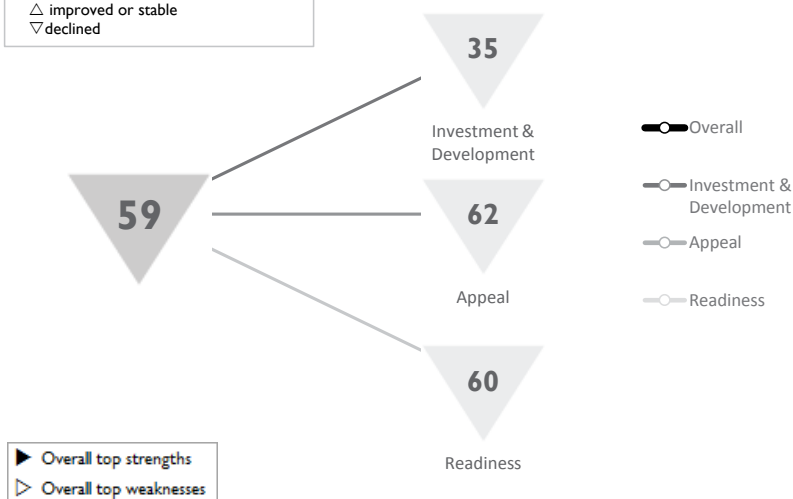 △ improved or stable
▽ declined
35
Investment &
Development
59
62
Appeal
60
Readiness
Overall
Investment &
Development
Appeal
Readiness
▶ Overall top strengths
▷ Overall top weaknesses